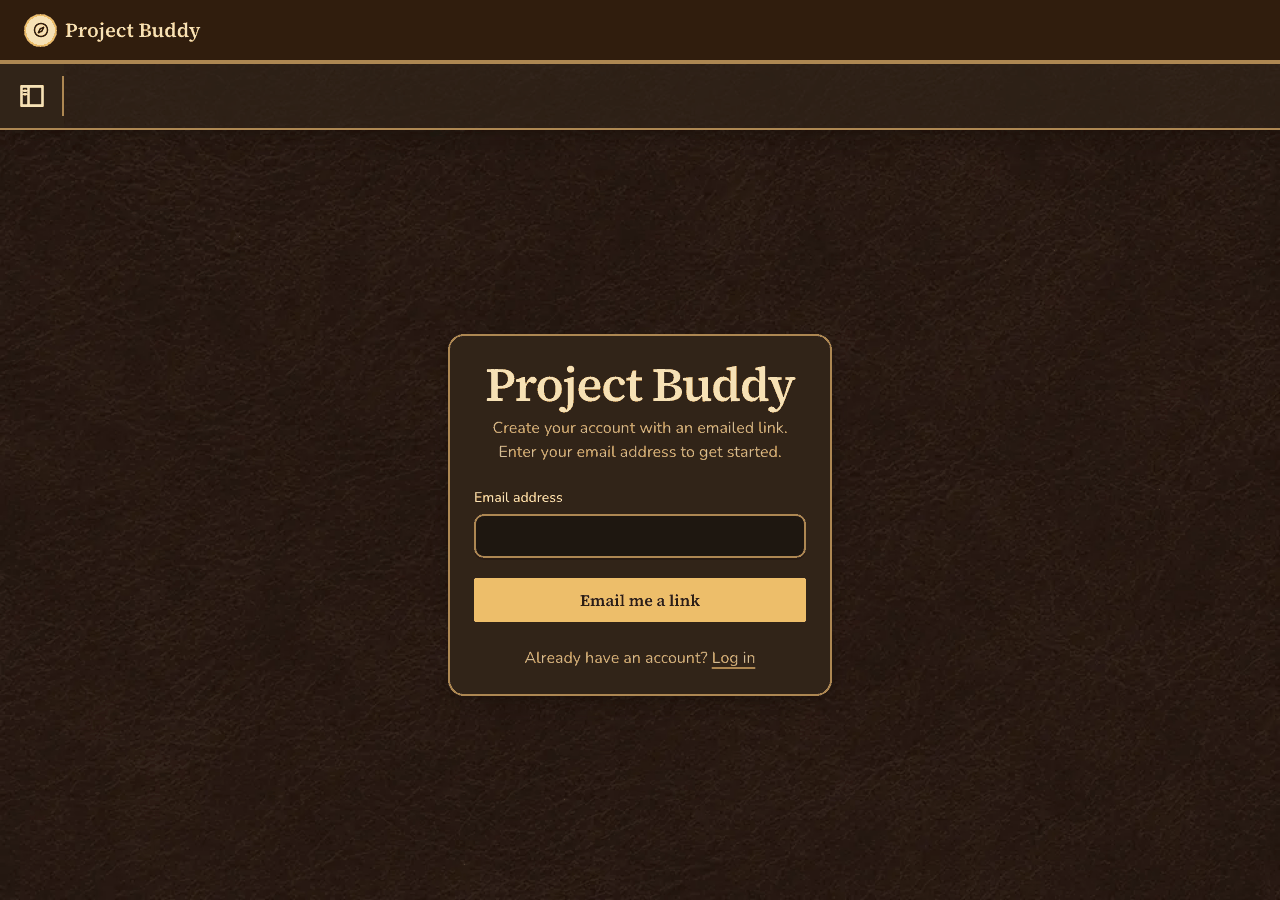 Project Buddy
Project Buddy
Create your account with an emailed link.
Enter your email address to get started.
Email address
Email me a link
Already have an account? Log in